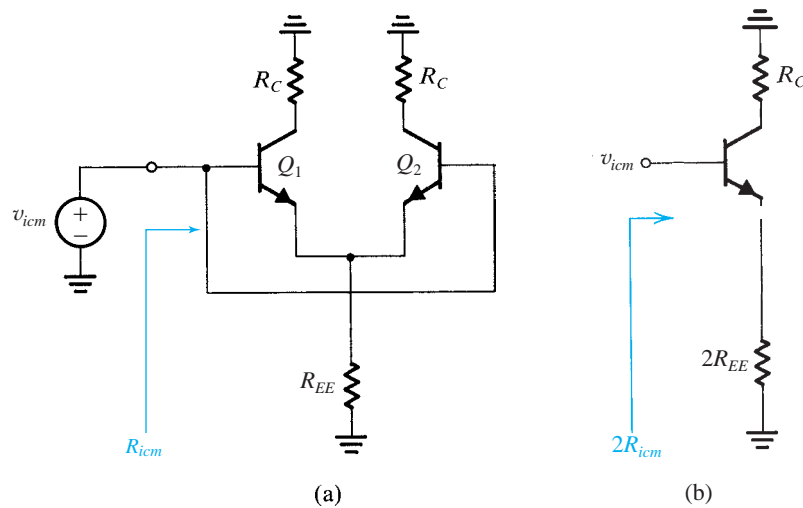 R_C
R_C
R_C
Q_1
Q_2
v_icm
+
−
v_icm
R_EE
2R_EE
R_icm
2R_icm
(a)
(b)